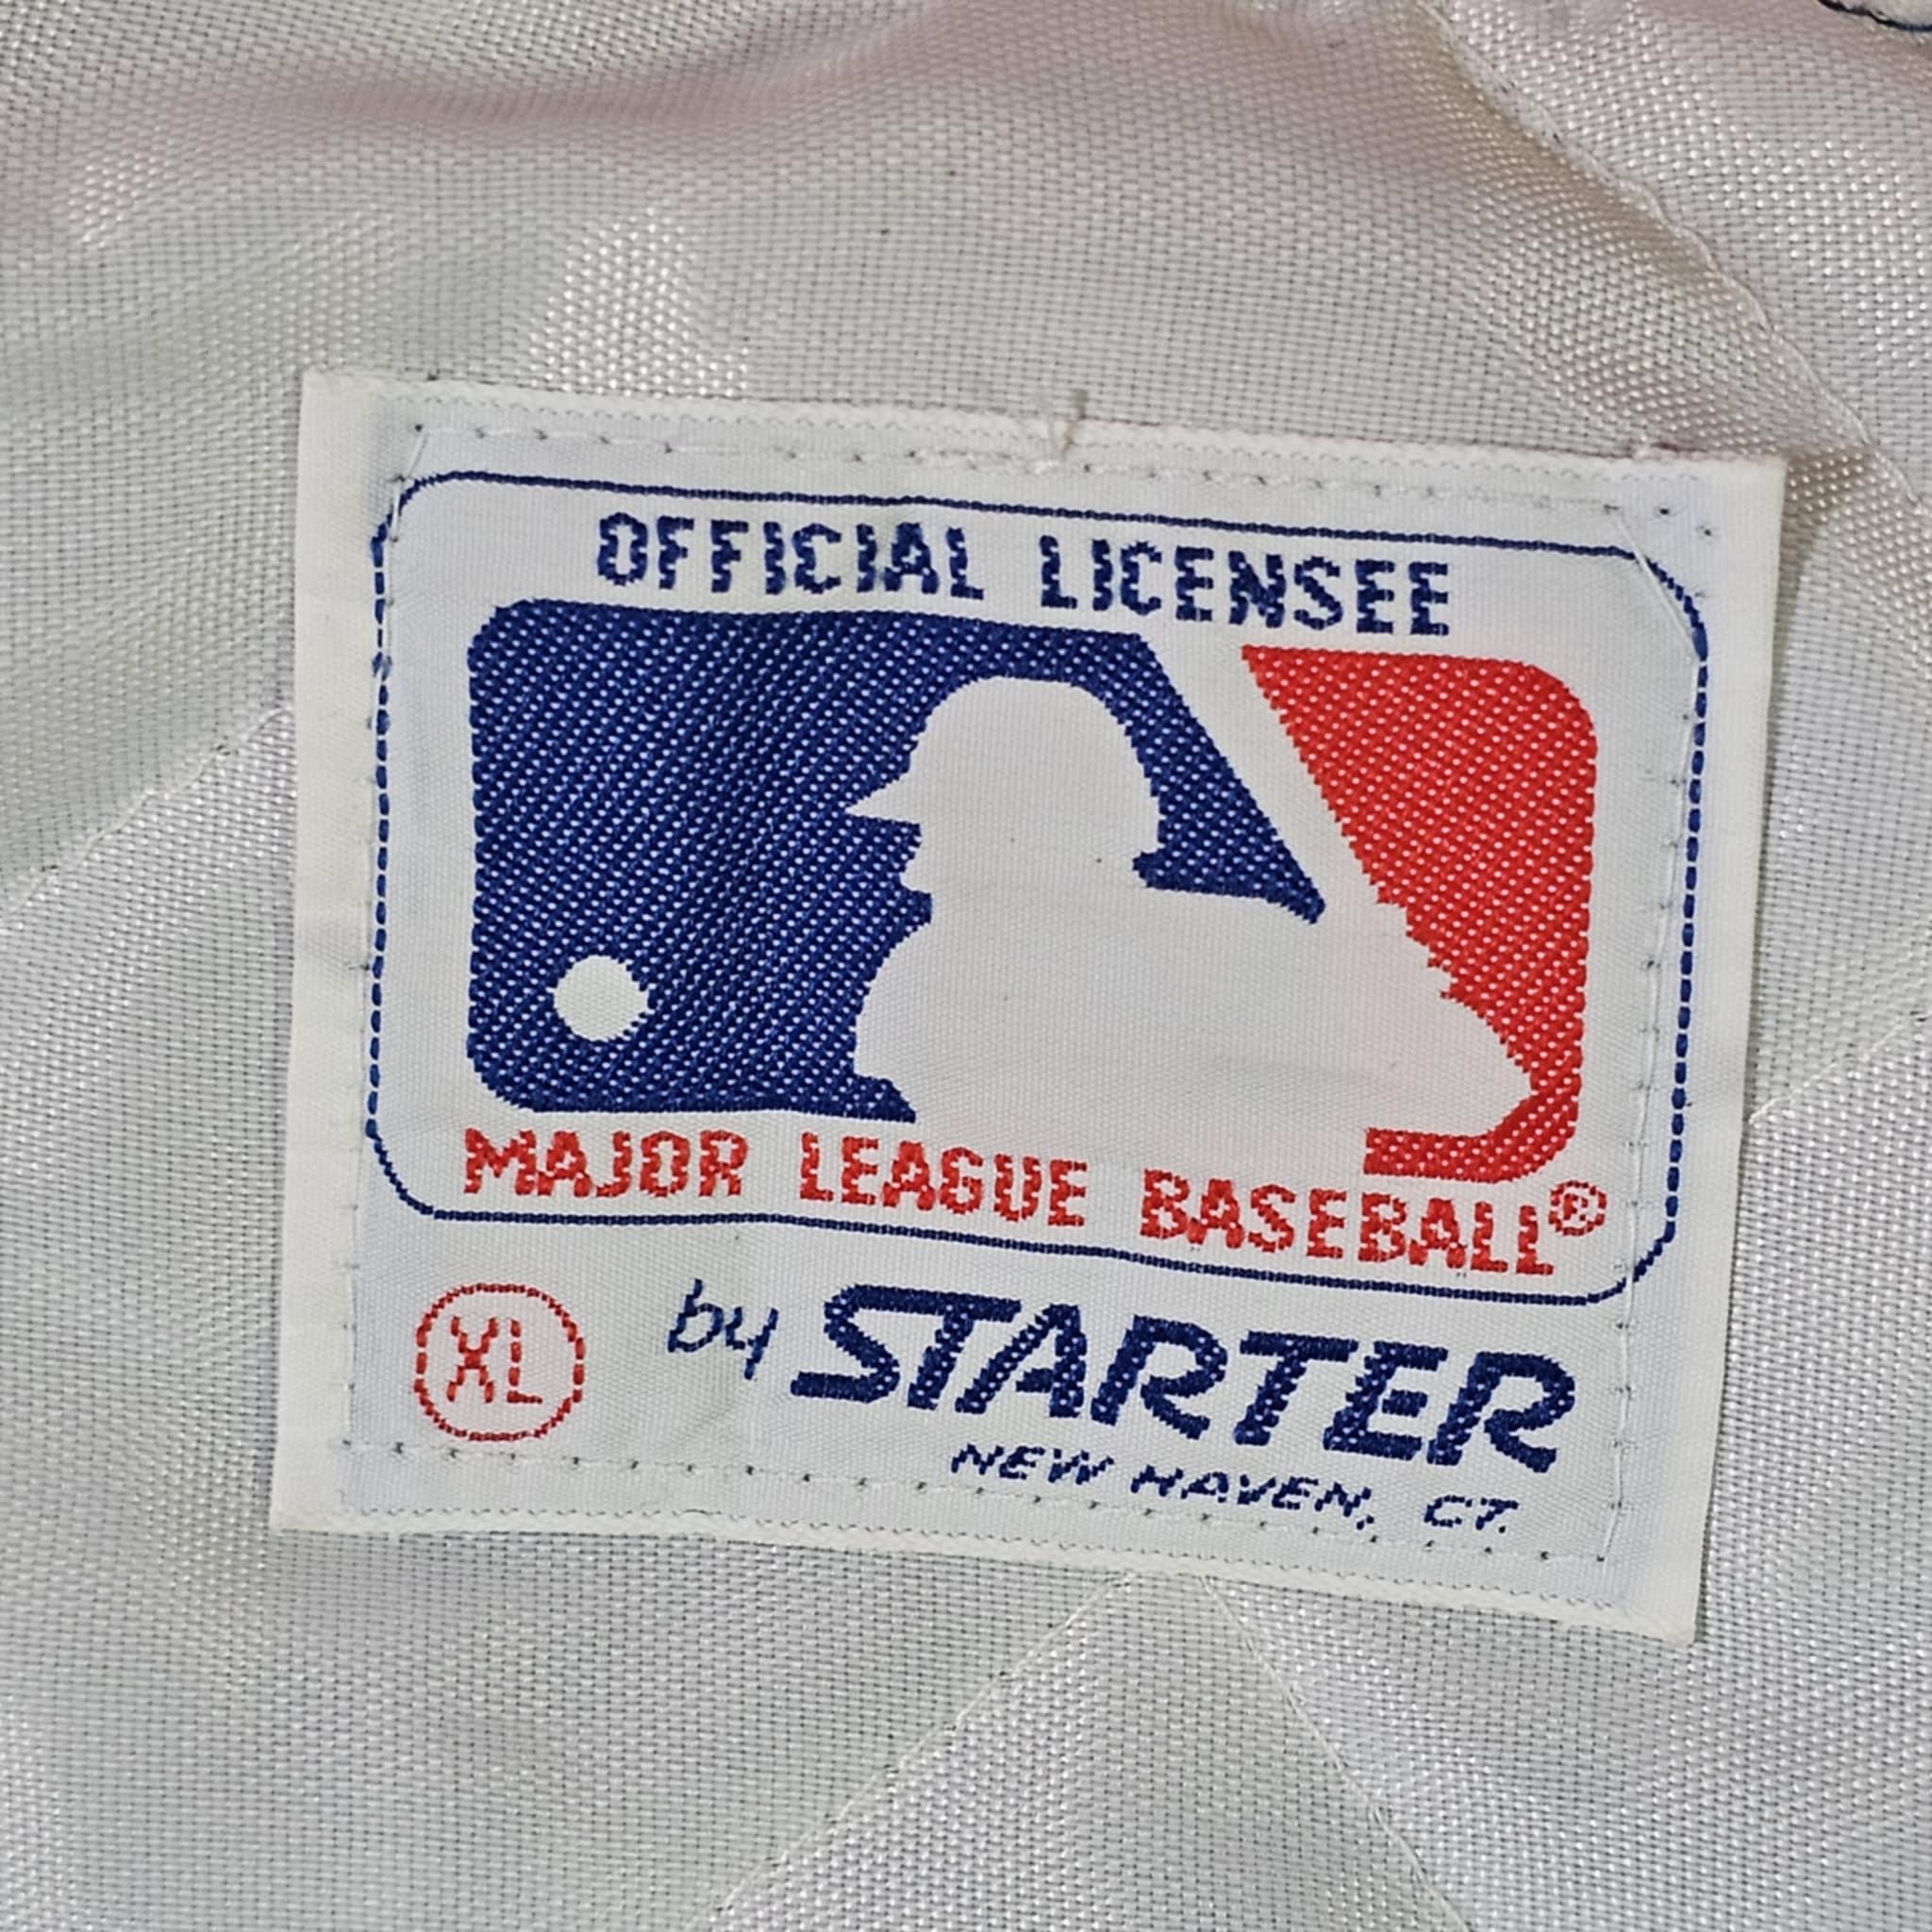 OFFICIAL LICENSEE
MAJOR LEAGUE BASEBALL®
XL
by STARTER
NEW HAVEN, CT.